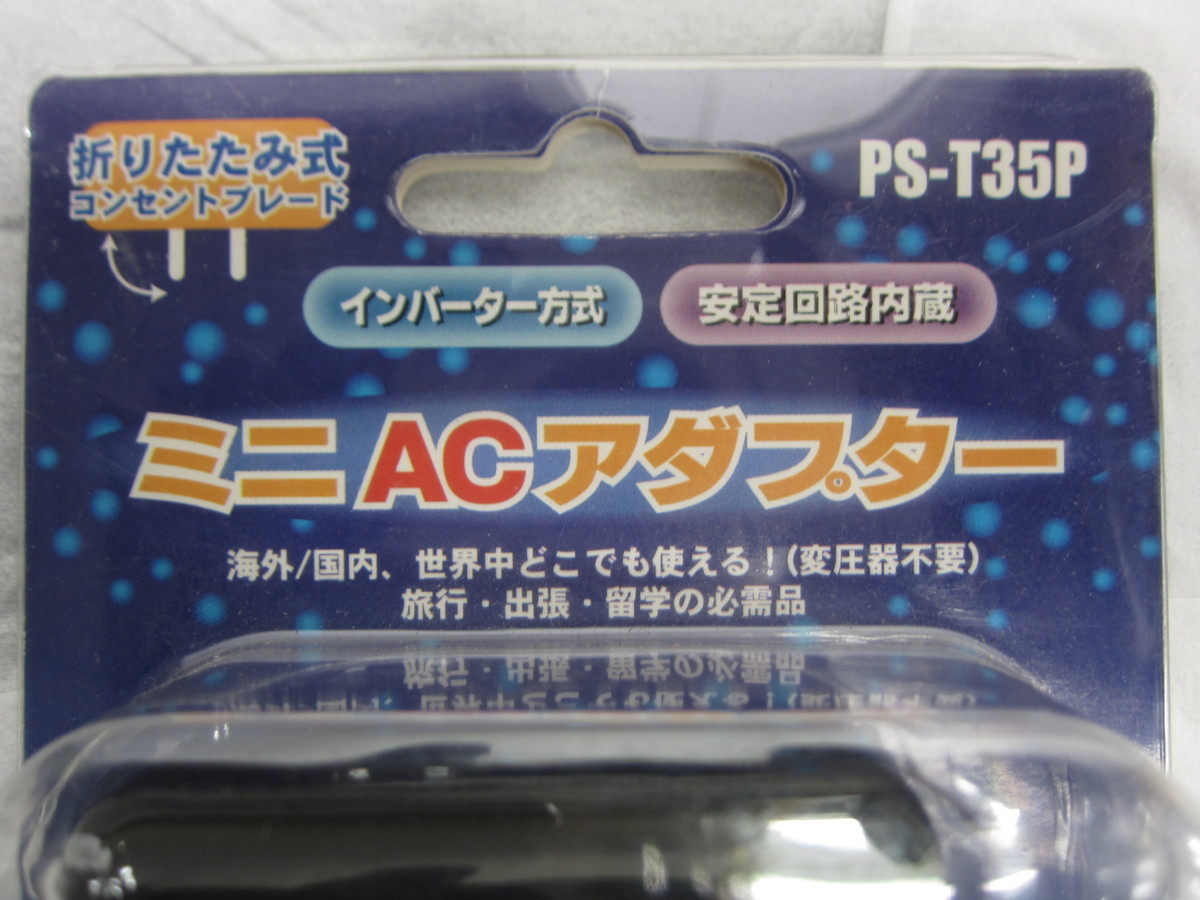 折りたたみ式
コンセントブレード
PS-T35P
インバーター方式
安定回路内蔵
ミニACアダプター
海外/国内、世界中どこでも使える!(変圧器不要)
旅行・出張・留学の必需品